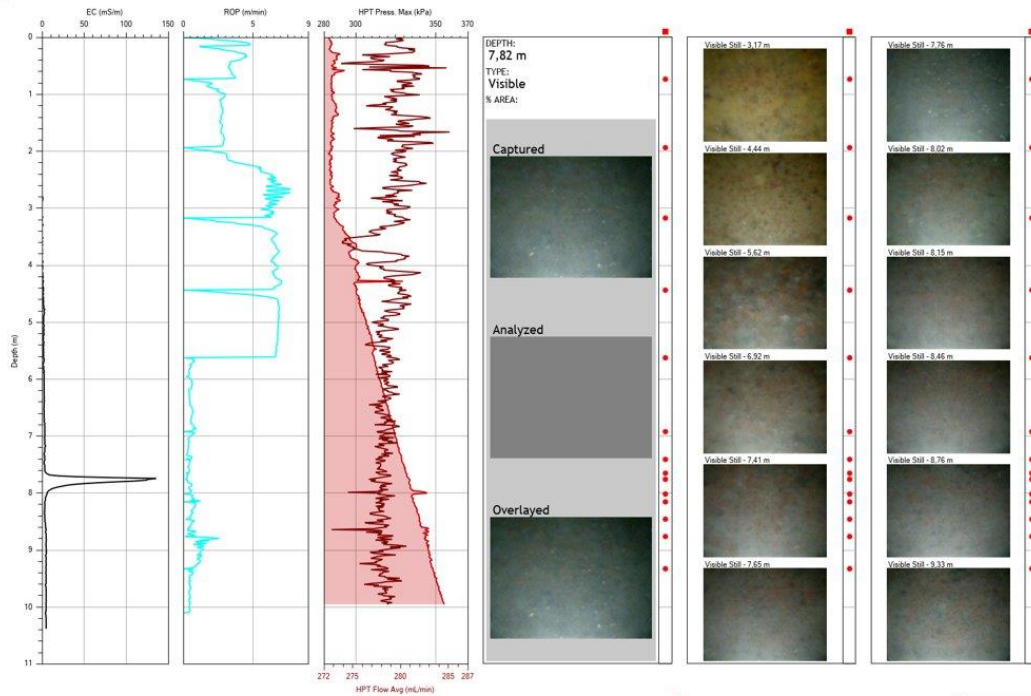 EC (mS/m)
0 50 100 150
ROP (m/min)
0 5 9
HPT Press. Max (kPa)
280 300 350 370
Depth (m)
0
1
2
3
4
5
6
7
8
9
10
11
272 275 280 285 287
HPT Flow Avg (mL/min)
DEPTH:
7,82 m
TYPE:
Visible
% AREA:
Captured
Analyzed
Overlayed
Visible Still - 3,17 m
Visible Still - 4,44 m
Visible Still - 5,62 m
Visible Still - 6,92 m
Visible Still - 7,41 m
Visible Still - 7,65 m
Visible Still - 7,76 m
Visible Still - 8,02 m
Visible Still - 8,15 m
Visible Still - 8,46 m
Visible Still - 8,76 m
Visible Still - 9,33 m